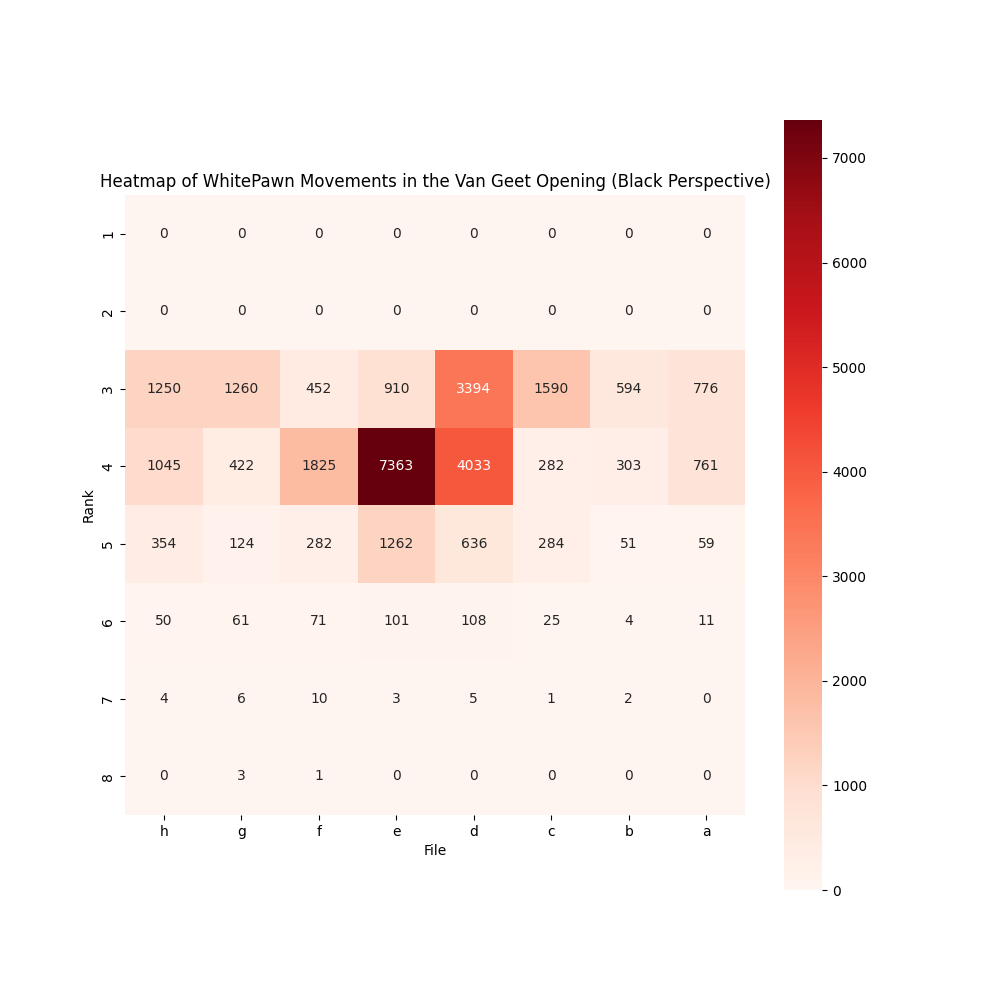 Heatmap of WhitePawn Movements in the Van Geet Opening (Black Perspective)
1 0 0 0 0 0 0 0 0
2 0 0 0 0 0 0 0 0
3 1250 1260 452 910 3394 1590 594 776
4 1045 422 1825 7363 4033 282 303 761
5 354 124 282 1262 636 284 51 59
6 50 61 71 101 108 25 4 11
7 4 6 10 3 5 1 2 0
8 0 3 1 0 0 0 0 0
h g f e d c b a
File
Rank
7000
6000
5000
4000
3000
2000
1000
0